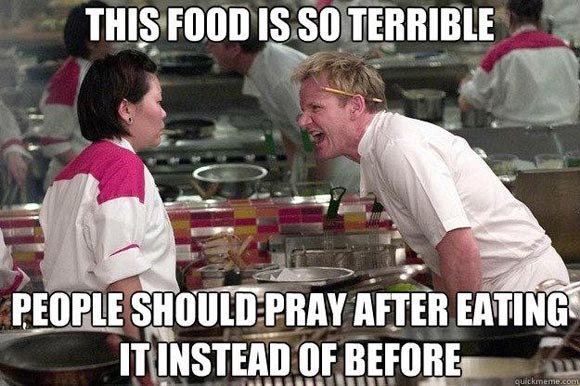 THIS FOOD IS SO TERRIBLE
PEOPLE SHOULD PRAY AFTER EATING
IT INSTEAD OF BEFORE
quickmeme.com